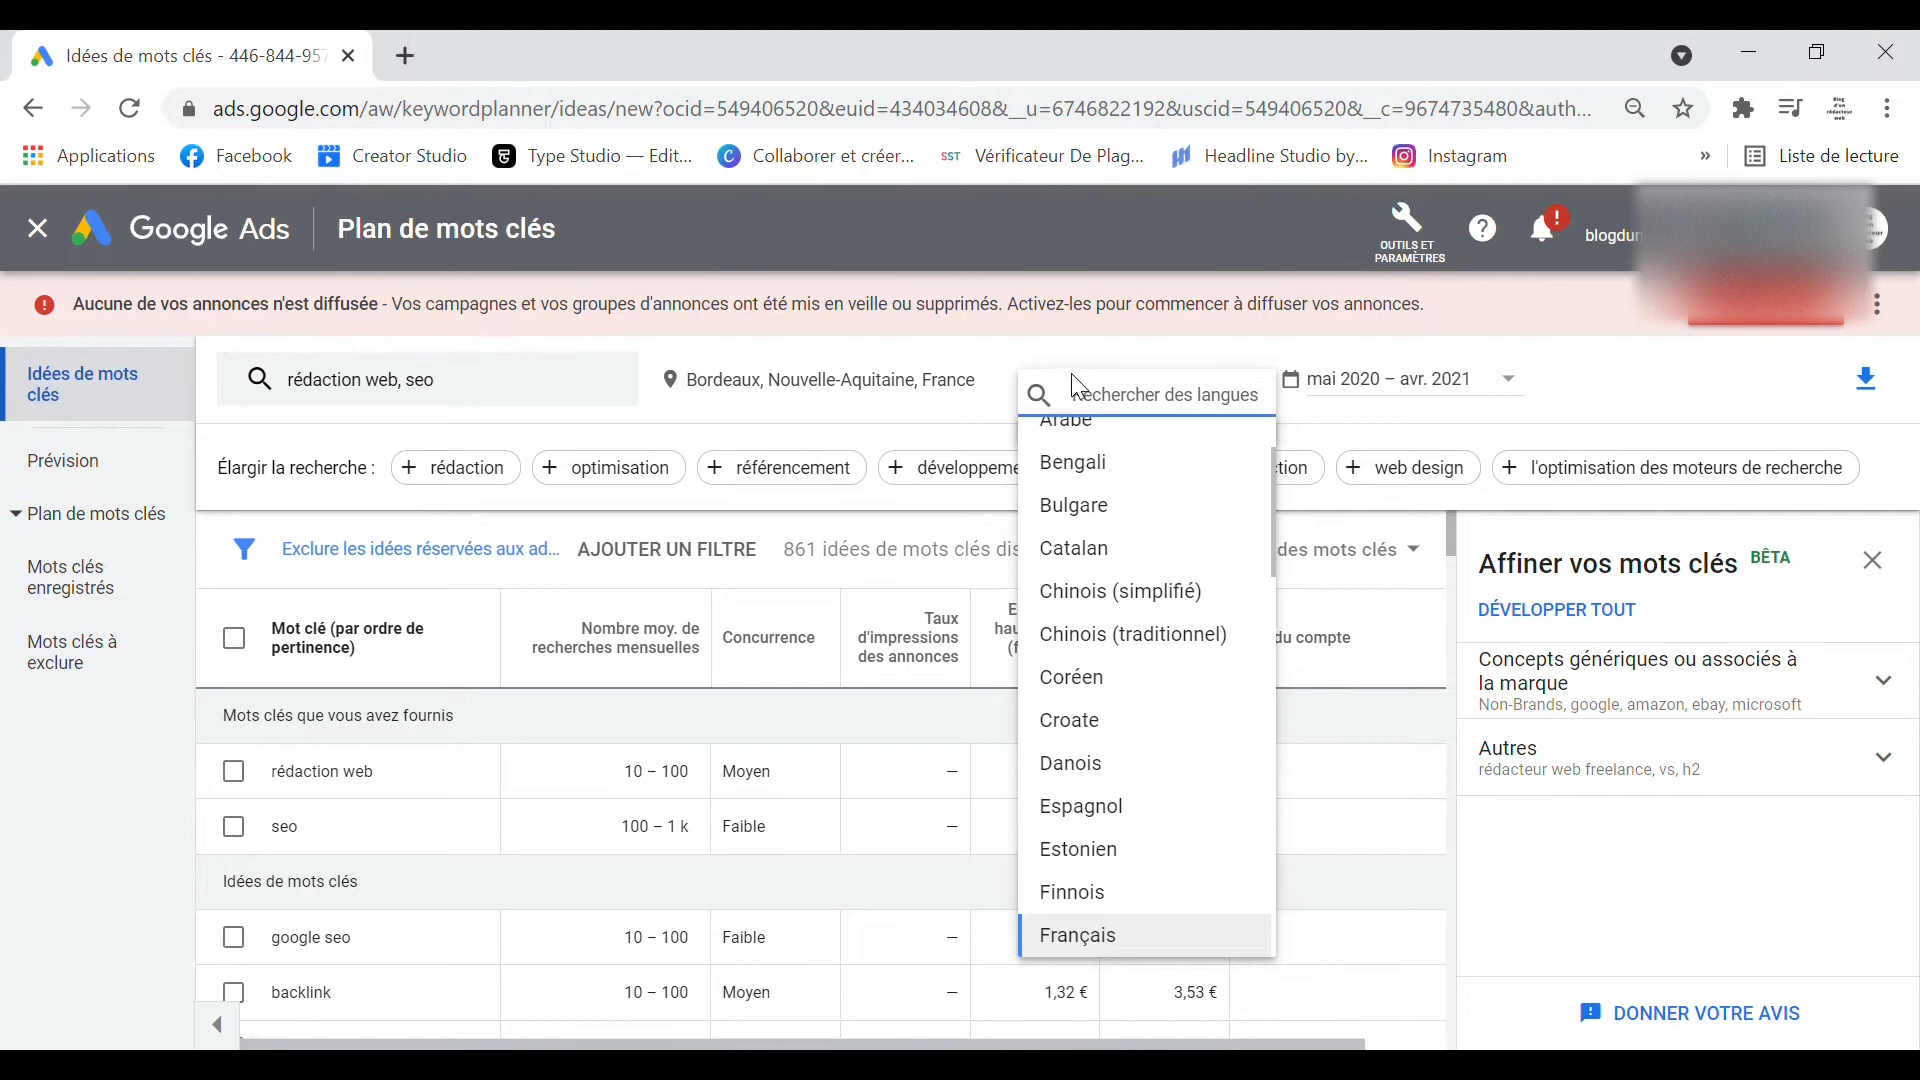 Idées de mots clés - 446-844-957
ads.google.com/aw/keywordplanner/ideas/new?ocid=549406520&euid=434034608&__u=6746822192&uscid=549406520&__c=9674735480&auth...
Applications Facebook Creator Studio Type Studio — Edit... Collaborer et créer... SST Vérificateur De Plag... Headline Studio by... Instagram » Liste de lecture
Google Ads Plan de mots clés
OUTILS ET
PARAMÈTRES
blogdun
Aucune de vos annonces n'est diffusée - Vos campagnes et vos groupes d'annonces ont été mis en veille ou supprimés. Activez-les pour commencer à diffuser vos annonces.
Idées de mots
clés
Prévision
Plan de mots clés
Mots clés
enregistrés
Mots clés à
exclure
rédaction web, seo
Bordeaux, Nouvelle-Aquitaine, France
mai 2020 – avr. 2021
Élargir la recherche : + rédaction + optimisation + référencement + développeme ction + web design + l'optimisation des moteurs de recherche
Exclure les idées réservées aux ad... AJOUTER UN FILTRE 861 idées de mots clés dis des mots clés
Mot clé (par ordre de
pertinence)
Nombre moy. de
recherches mensuelles
Concurrence
Taux
d'impressions
des annonces
E
hau
(f
du compte
Mots clés que vous avez fournis
rédaction web 10 – 100 Moyen –
seo 100 – 1 k Faible –
Idées de mots clés
google seo 10 – 100 Faible –
backlink 10 – 100 Moyen – 1,32 € 3,53 €
echercher des langues
Arabe
Bengali
Bulgare
Catalan
Chinois (simplifié)
Chinois (traditionnel)
Coréen
Croate
Danois
Espagnol
Estonien
Finnois
Français
Affiner vos mots clés BÊTA
DÉVELOPPER TOUT
Concepts génériques ou associés à
la marque
Non-Brands, google, amazon, ebay, microsoft
Autres
rédacteur web freelance, vs, h2
DONNER VOTRE AVIS